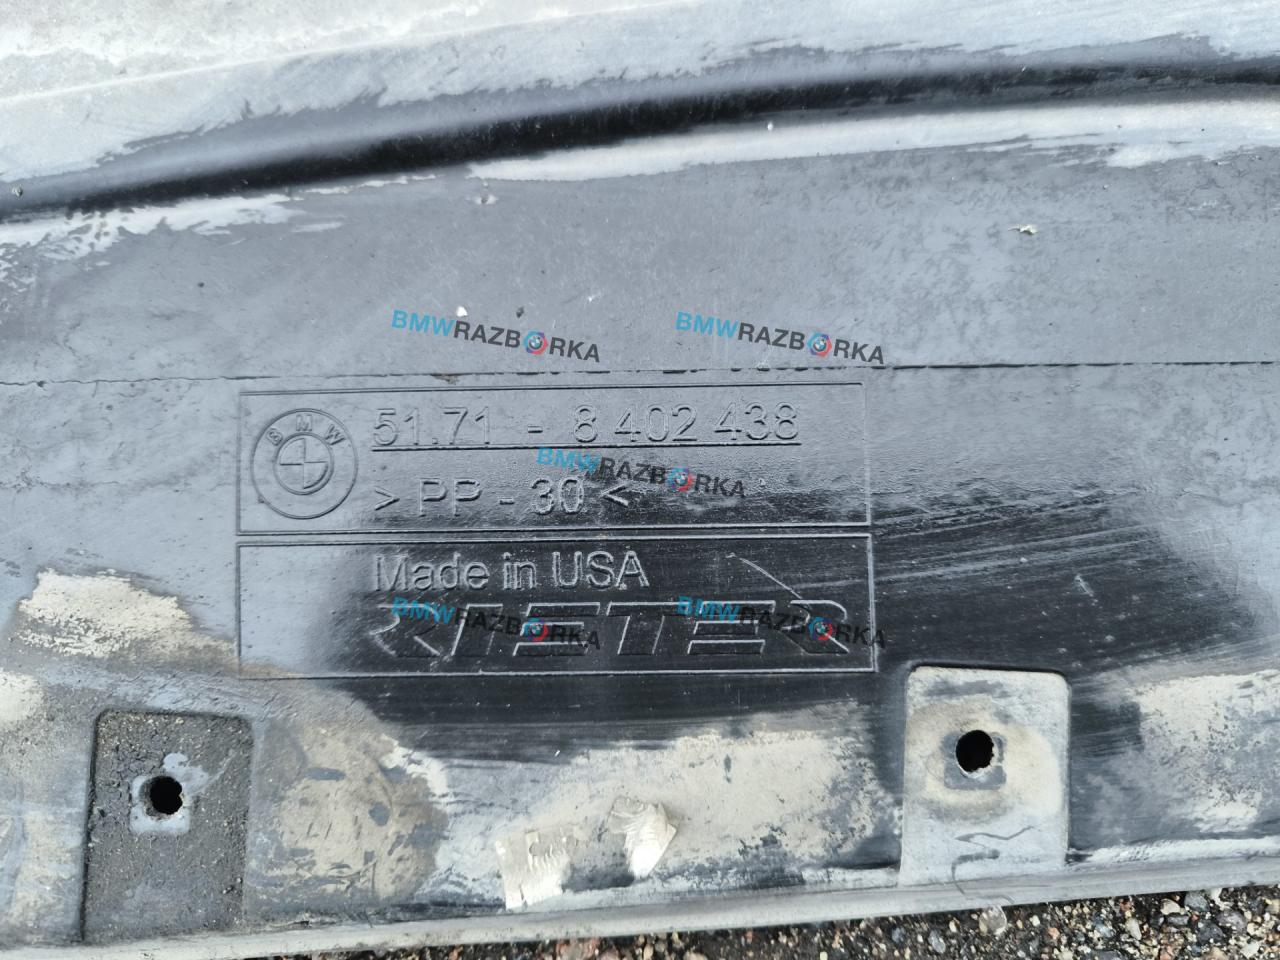 BMWRAZBORKA BMWRAZBORKA
BMW
51.71 - 8 402 438
BMWRAZBORKA
> PP - 30 <
Made in USA
RIETER
BMWRAZBORKA BMWRAZBORKA